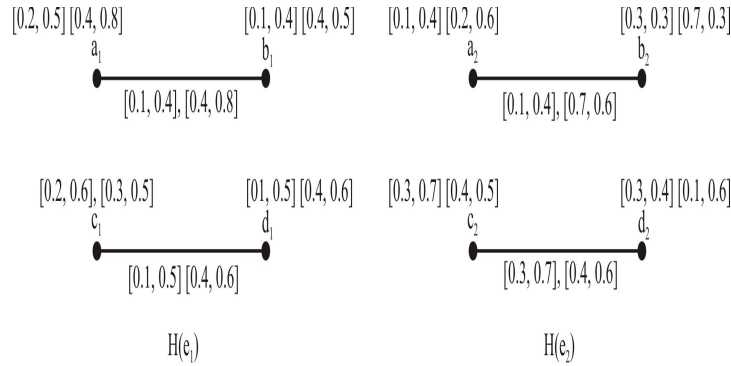 [0.2, 0.5] [0.4, 0.8] [0.1, 0.4] [0.4, 0.5] [0.1, 0.4] [0.2, 0.6] [0.3, 0.3] [0.7, 0.3]
a₁ b₁ a₂ b₂
[0.1, 0.4], [0.4, 0.8] [0.1, 0.4], [0.7, 0.6]
[0.2, 0.6], [0.3, 0.5] [01, 0.5] [0.4, 0.6] [0.3, 0.7] [0.4, 0.5] [0.3, 0.4] [0.1, 0.6]
c₁ d₁ c₂ d₂
[0.1, 0.5] [0.4, 0.6] [0.3, 0.7], [0.4, 0.6]
H(e₁) H(e₂)